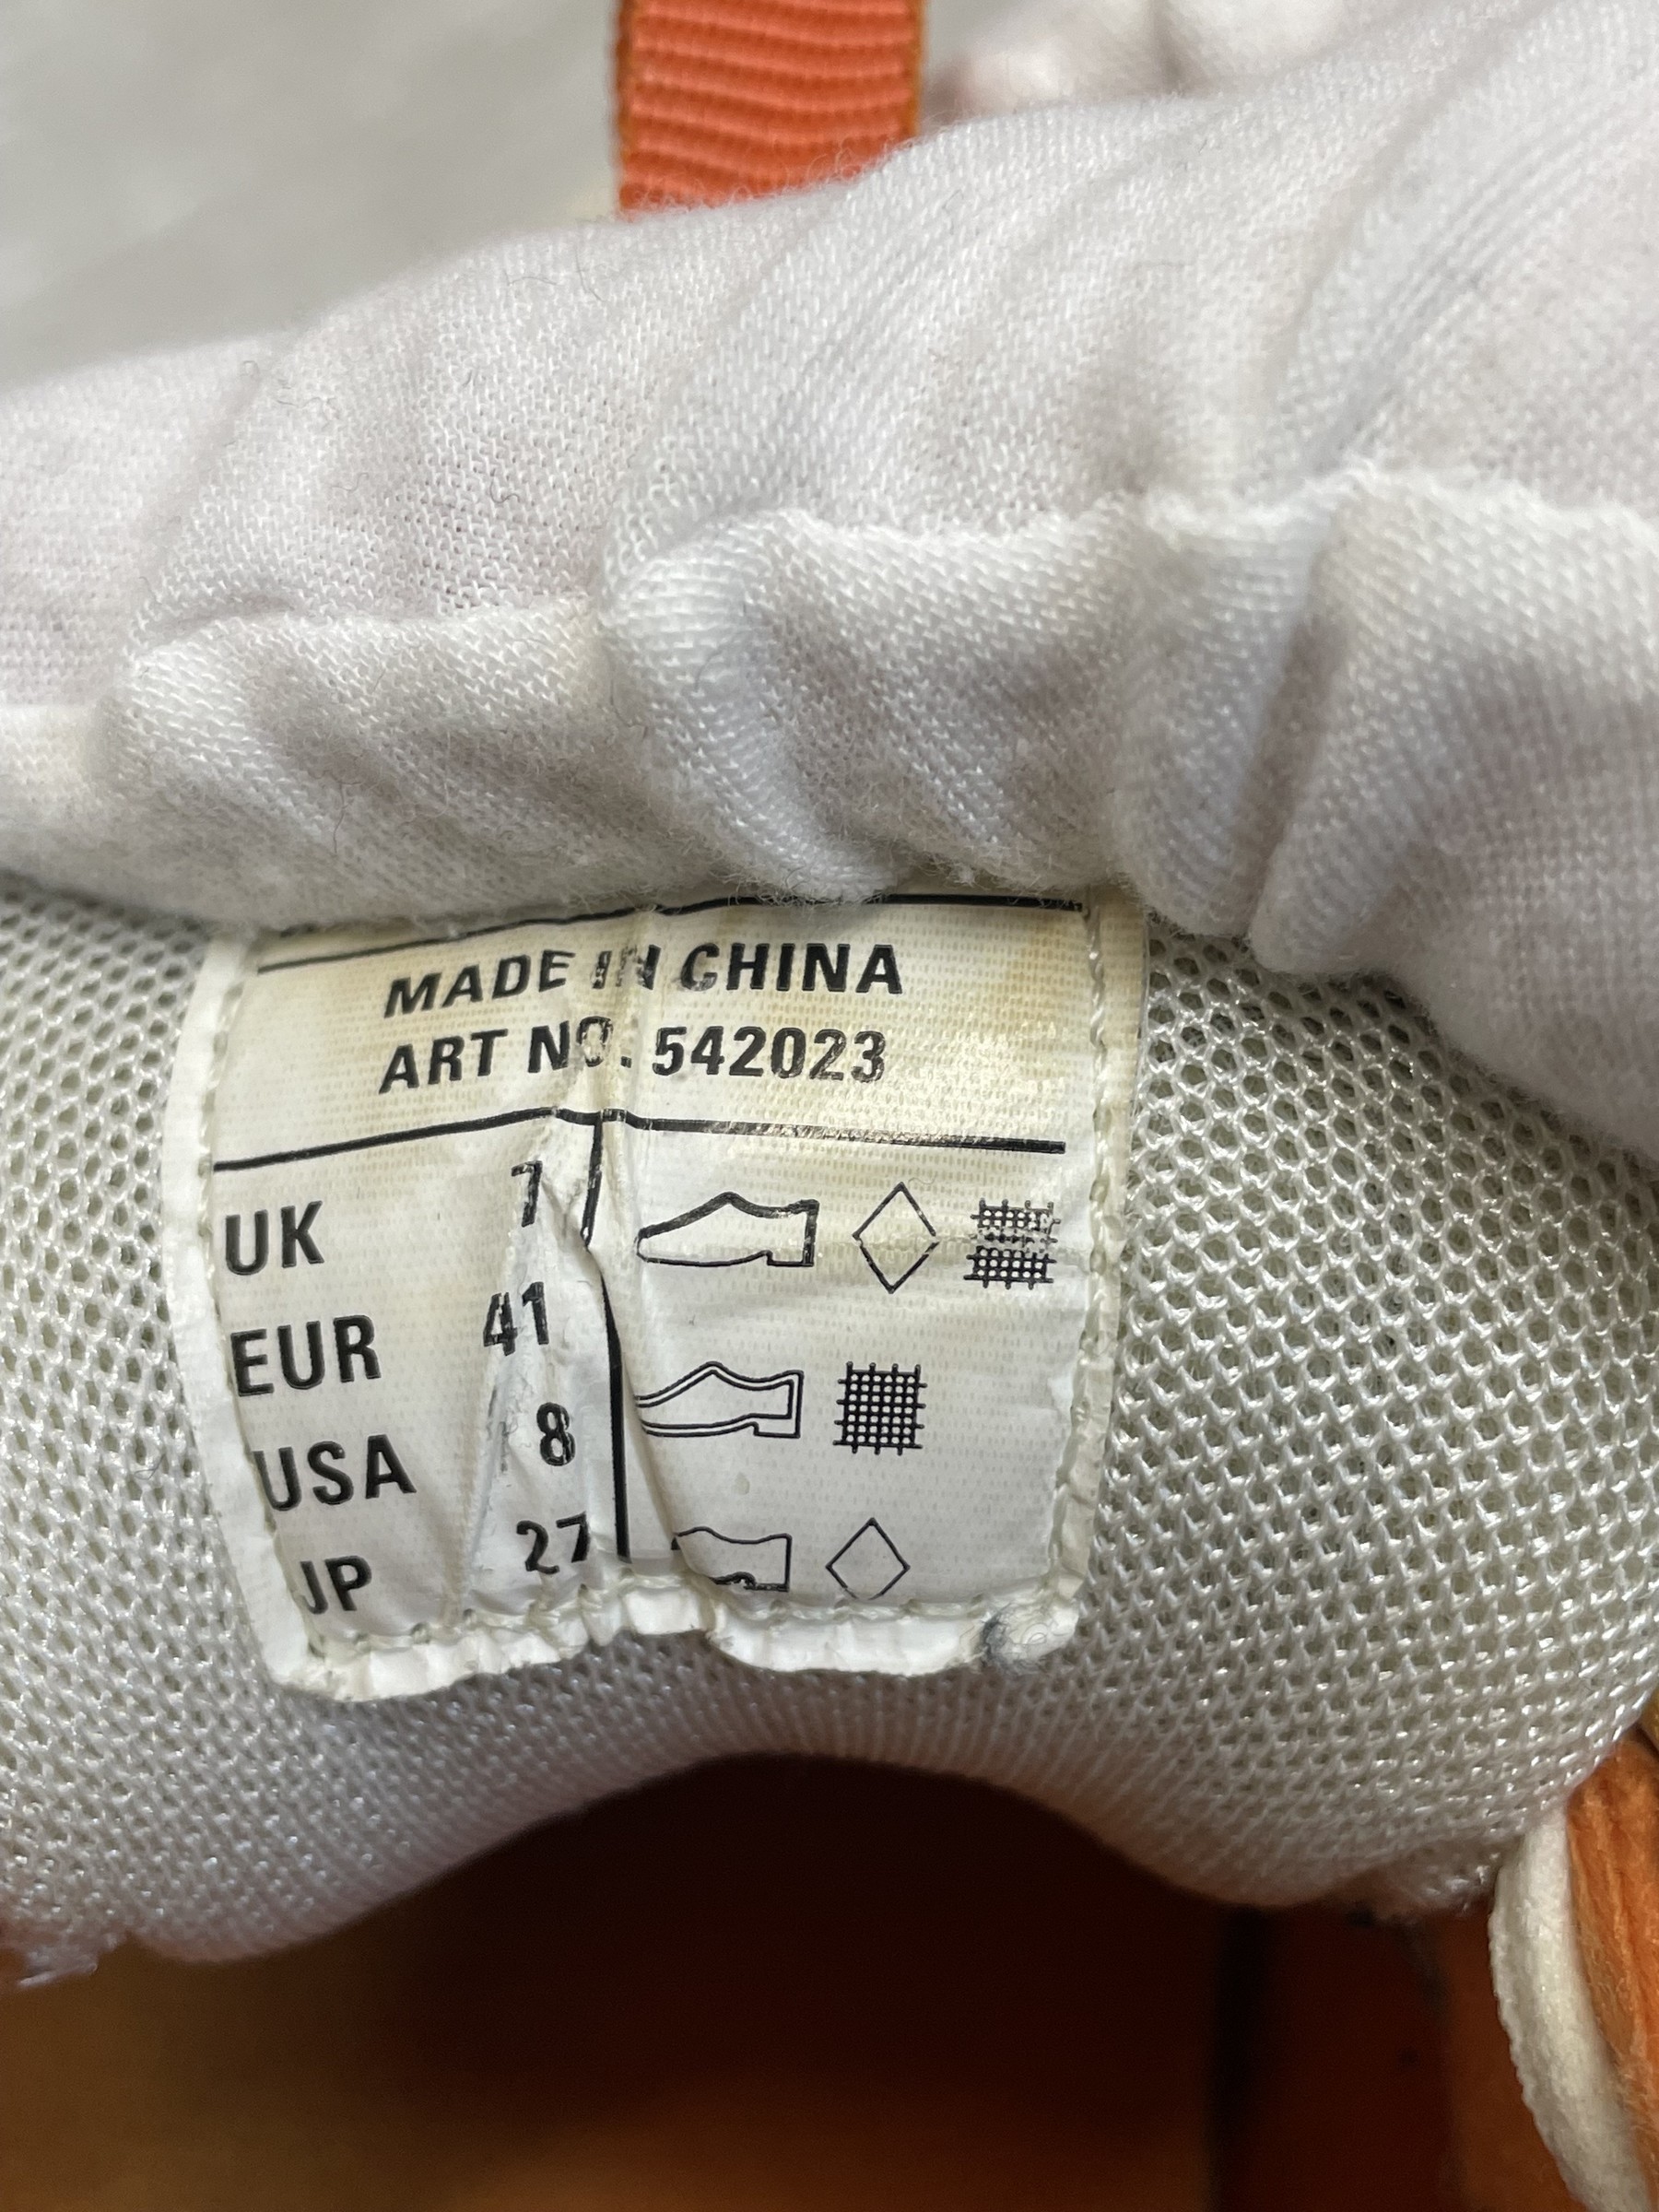 MADE IN CHINA
ART NO. 542023
UK 7
EUR 41
USA 8
JP 27